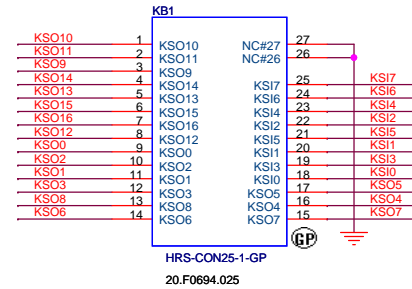 KB1
KSO10 1 KSO10 NC#27 27
KSO11 2 KSO11 NC#26 26
KSO9 3 KSO9
KSO14 4 KSO14 KSI7 25 KSI7
KSO13 5 KSO13 KSI6 24 KSI6
KSO15 6 KSO15 KSI4 23 KSI4
KSO16 7 KSO16 KSI2 22 KSI2
KSO12 8 KSO12 KSI5 21 KSI5
KSO0 9 KSO0 KSI1 20 KSI1
KSO2 10 KSO2 KSI3 19 KSI3
KSO1 11 KSO1 KSI0 18 KSI0
KSO3 12 KSO3 KSO5 17 KSO5
KSO8 13 KSO8 KSO4 16 KSO4
KSO6 14 KSO6 KSO7 15 KSO7
GP
HRS-CON25-1-GP
20.F0694.025